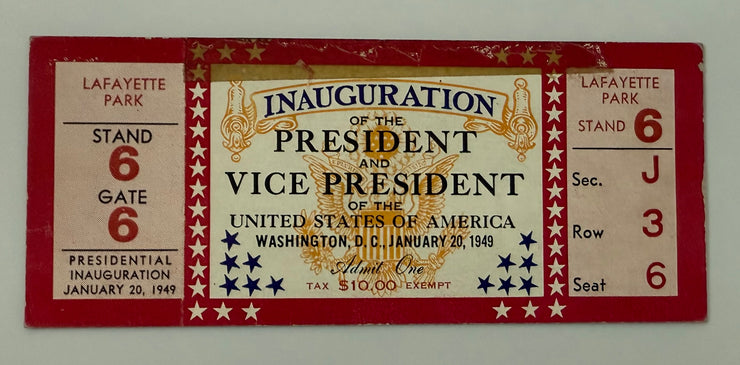 LAFAYETTE
PARK
STAND
6
GATE
6
PRESIDENTIAL
INAUGURATION
JANUARY 20, 1949
INAUGURATION
OF THE
PRESIDENT
AND
VICE PRESIDENT
OF THE
UNITED STATES OF AMERICA
WASHINGTON, D. C., JANUARY 20, 1949
Admit One
TAX $10.00 EXEMPT
LAFAYETTE
PARK
STAND 6
Sec. J
Row 3
Seat 6